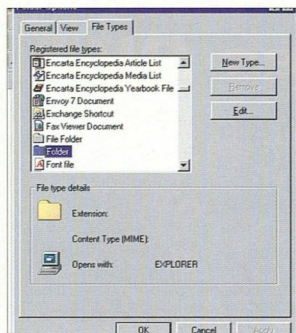 General View File Types
Registered file types:
Encarta Encyclopedia Article List
Encarta Encyclopedia Media List
Encarta Encyclopedia Yearbook File
Envoy 7 Document
Exchange Shortcut
Fax Viewer Document
File Folder
Folder
Font file
New Type...
Remove
Edit...
File type details
Extension:
Content Type (MIME):
Opens with: EXPLORER
OK Cancel Apply